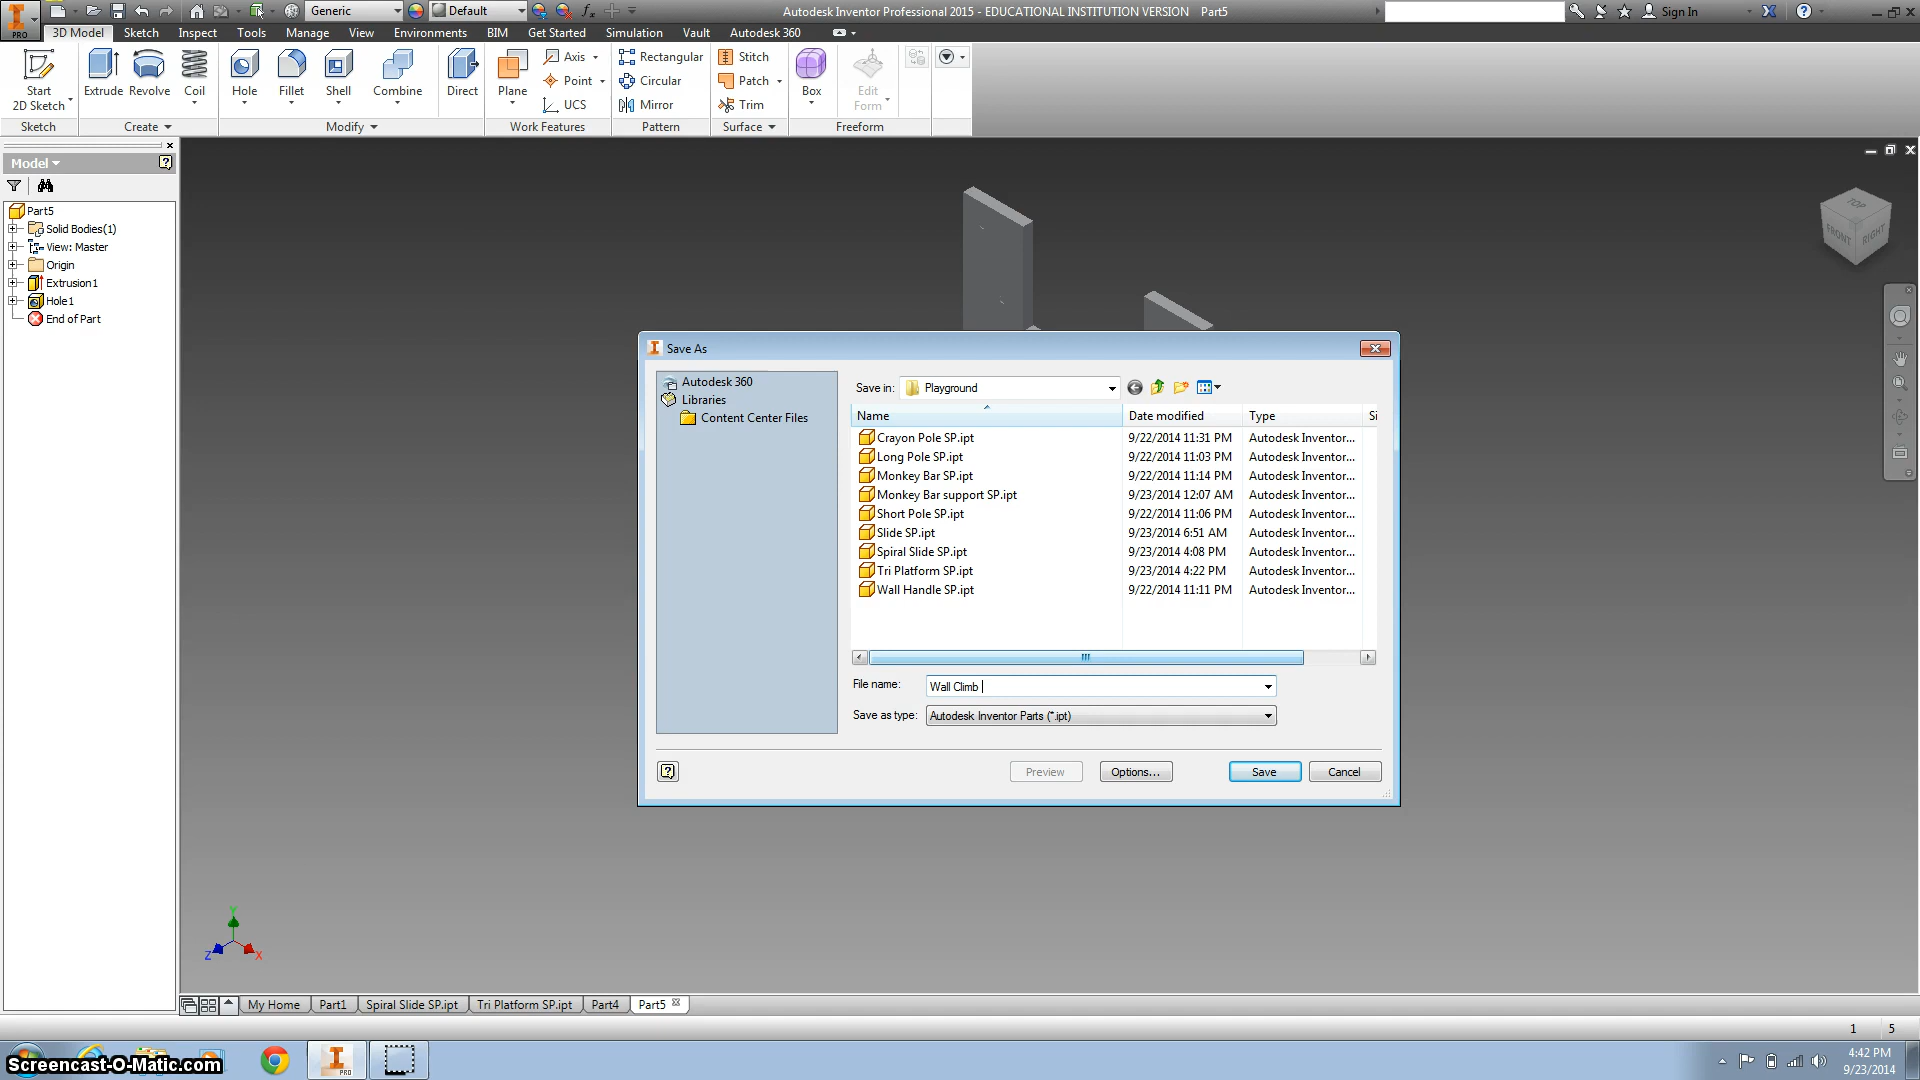 PRO
Generic
Default
Autodesk Inventor Professional 2015 - EDUCATIONAL INSTITUTION VERSION Part5
Sign In
3D Model Sketch Inspect Tools Manage View Environments BIM Get Started Simulation Vault Autodesk 360
Start
2D Sketch
Extrude Revolve Coil
Hole Fillet Shell Combine
Direct
Plane
Axis
Point
UCS
Rectangular
Circular
Mirror
Stitch
Patch
Trim
Box
Edit
Form
Sketch Create Modify Work Features Pattern Surface Freeform
Model
Part5
Solid Bodies(1)
View: Master
Origin
Extrusion1
Hole1
End of Part
TOP
FRONT
RIGHT
Save As
Autodesk 360
Libraries
Content Center Files
Save in: Playground
Name Date modified Type Si
Crayon Pole SP.ipt 9/22/2014 11:31 PM Autodesk Inventor...
Long Pole SP.ipt 9/22/2014 11:03 PM Autodesk Inventor...
Monkey Bar SP.ipt 9/22/2014 11:14 PM Autodesk Inventor...
Monkey Bar support SP.ipt 9/23/2014 12:07 AM Autodesk Inventor...
Short Pole SP.ipt 9/22/2014 11:06 PM Autodesk Inventor...
Slide SP.ipt 9/23/2014 6:51 AM Autodesk Inventor...
Spiral Slide SP.ipt 9/23/2014 4:08 PM Autodesk Inventor...
Tri Platform SP.ipt 9/23/2014 4:22 PM Autodesk Inventor...
Wall Handle SP.ipt 9/22/2014 11:11 PM Autodesk Inventor...
File name: Wall Climb
Save as type: Autodesk Inventor Parts (*.ipt)
Preview Options... Save Cancel
Y
Z
X
My Home Part1 Spiral Slide SP.ipt Tri Platform SP.ipt Part4 Part5
1 5
Screencast-O-Matic.com
PRO
4:42 PM
9/23/2014